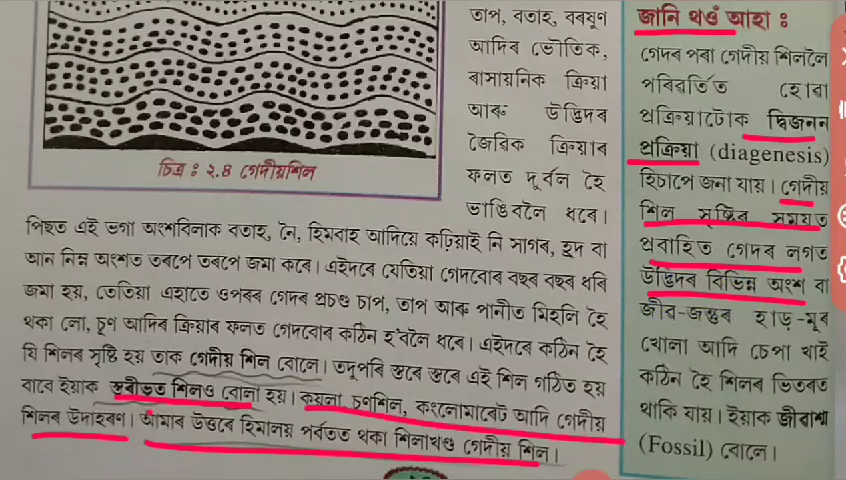 তাপ, বতাহ, বৰষুণ
আদিৰ ভৌতিক,
ৰাসায়নিক ক্ৰিয়া
আৰু উদ্ভিদৰ
জৈৱিক ক্ৰিয়াৰ
ফলত দুৰ্বল হৈ
ভাঙিবলৈ ধৰে।
চিত্ৰ : ২.৪ গেদীয়শিল
পিছত এই ভগা অংশবিলাক বতাহ, নৈ, হিমবাহ আদিয়ে কঢ়িয়াই নি সাগৰ, হ্ৰদ বা
আন নিম্ন অংশত তৰপে তৰপে জমা কৰে। এইদৰে যেতিয়া গেদবোৰ বছৰ বছৰ ধৰি
জমা হয়, তেতিয়া এহাতে ওপৰৰ গেদৰ প্ৰচণ্ড চাপ, তাপ আৰু পানীত মিহলি হৈ
থকা লো, চূণ আদিৰ ক্ৰিয়াৰ ফলত গেদবোৰ কঠিন হ'বলৈ ধৰে। এইদৰে কঠিন হৈ
যি শিলৰ সৃষ্টি হয় তাক গেদীয় শিল বোলে। তদুপৰি স্তৰে স্তৰে এই শিল গঠিত হয়
বাবে ইয়াক স্তৰীভূত শিলও বোলা হয়। কয়লা, চূণশিল, কংলোমাৰেট আদি গেদীয়
শিলৰ উদাহৰণ। আমাৰ উত্তৰে হিমালয় পৰ্বতত থকা শিলাখণ্ড গেদীয় শিল।
জানি থওঁ আহা :
গেদৰ পৰা গেদীয় শিললৈ
পৰিৱৰ্তিত হোৱা
প্ৰক্ৰিয়াটোক দ্বিজনন
প্ৰক্ৰিয়া (diagenesis)
হিচাপে জনা যায়। গেদীয়
শিল সৃষ্টিৰ সময়ত
প্ৰবাহিত গেদৰ লগত
উদ্ভিদৰ বিভিন্ন অংশ বা
জীৱ-জন্তুৰ হাড়-মূৰ
খোলা আদি চেপা খাই
কঠিন হৈ শিলৰ ভিতৰত
থাকি যায়। ইয়াক জীৱাশ্ম
(Fossil) বোলে।